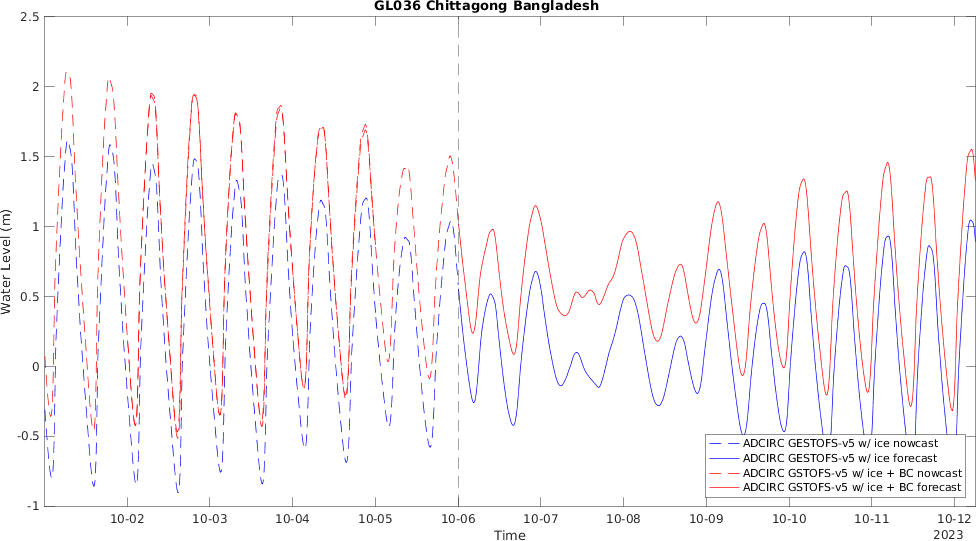 GL036 Chittagong Bangladesh
Water Level (m)
2.5
2
1.5
1
0.5
0
-0.5
-1
10-02 10-03 10-04 10-05 10-06 10-07 10-08 10-09 10-10 10-11 10-12
2023
Time
ADCIRC GESTOFS-v5 w/ ice nowcast
ADCIRC GESTOFS-v5 w/ ice forecast
ADCIRC GSTOFS-v5 w/ ice + BC nowcast
ADCIRC GSTOFS-v5 w/ ice + BC forecast